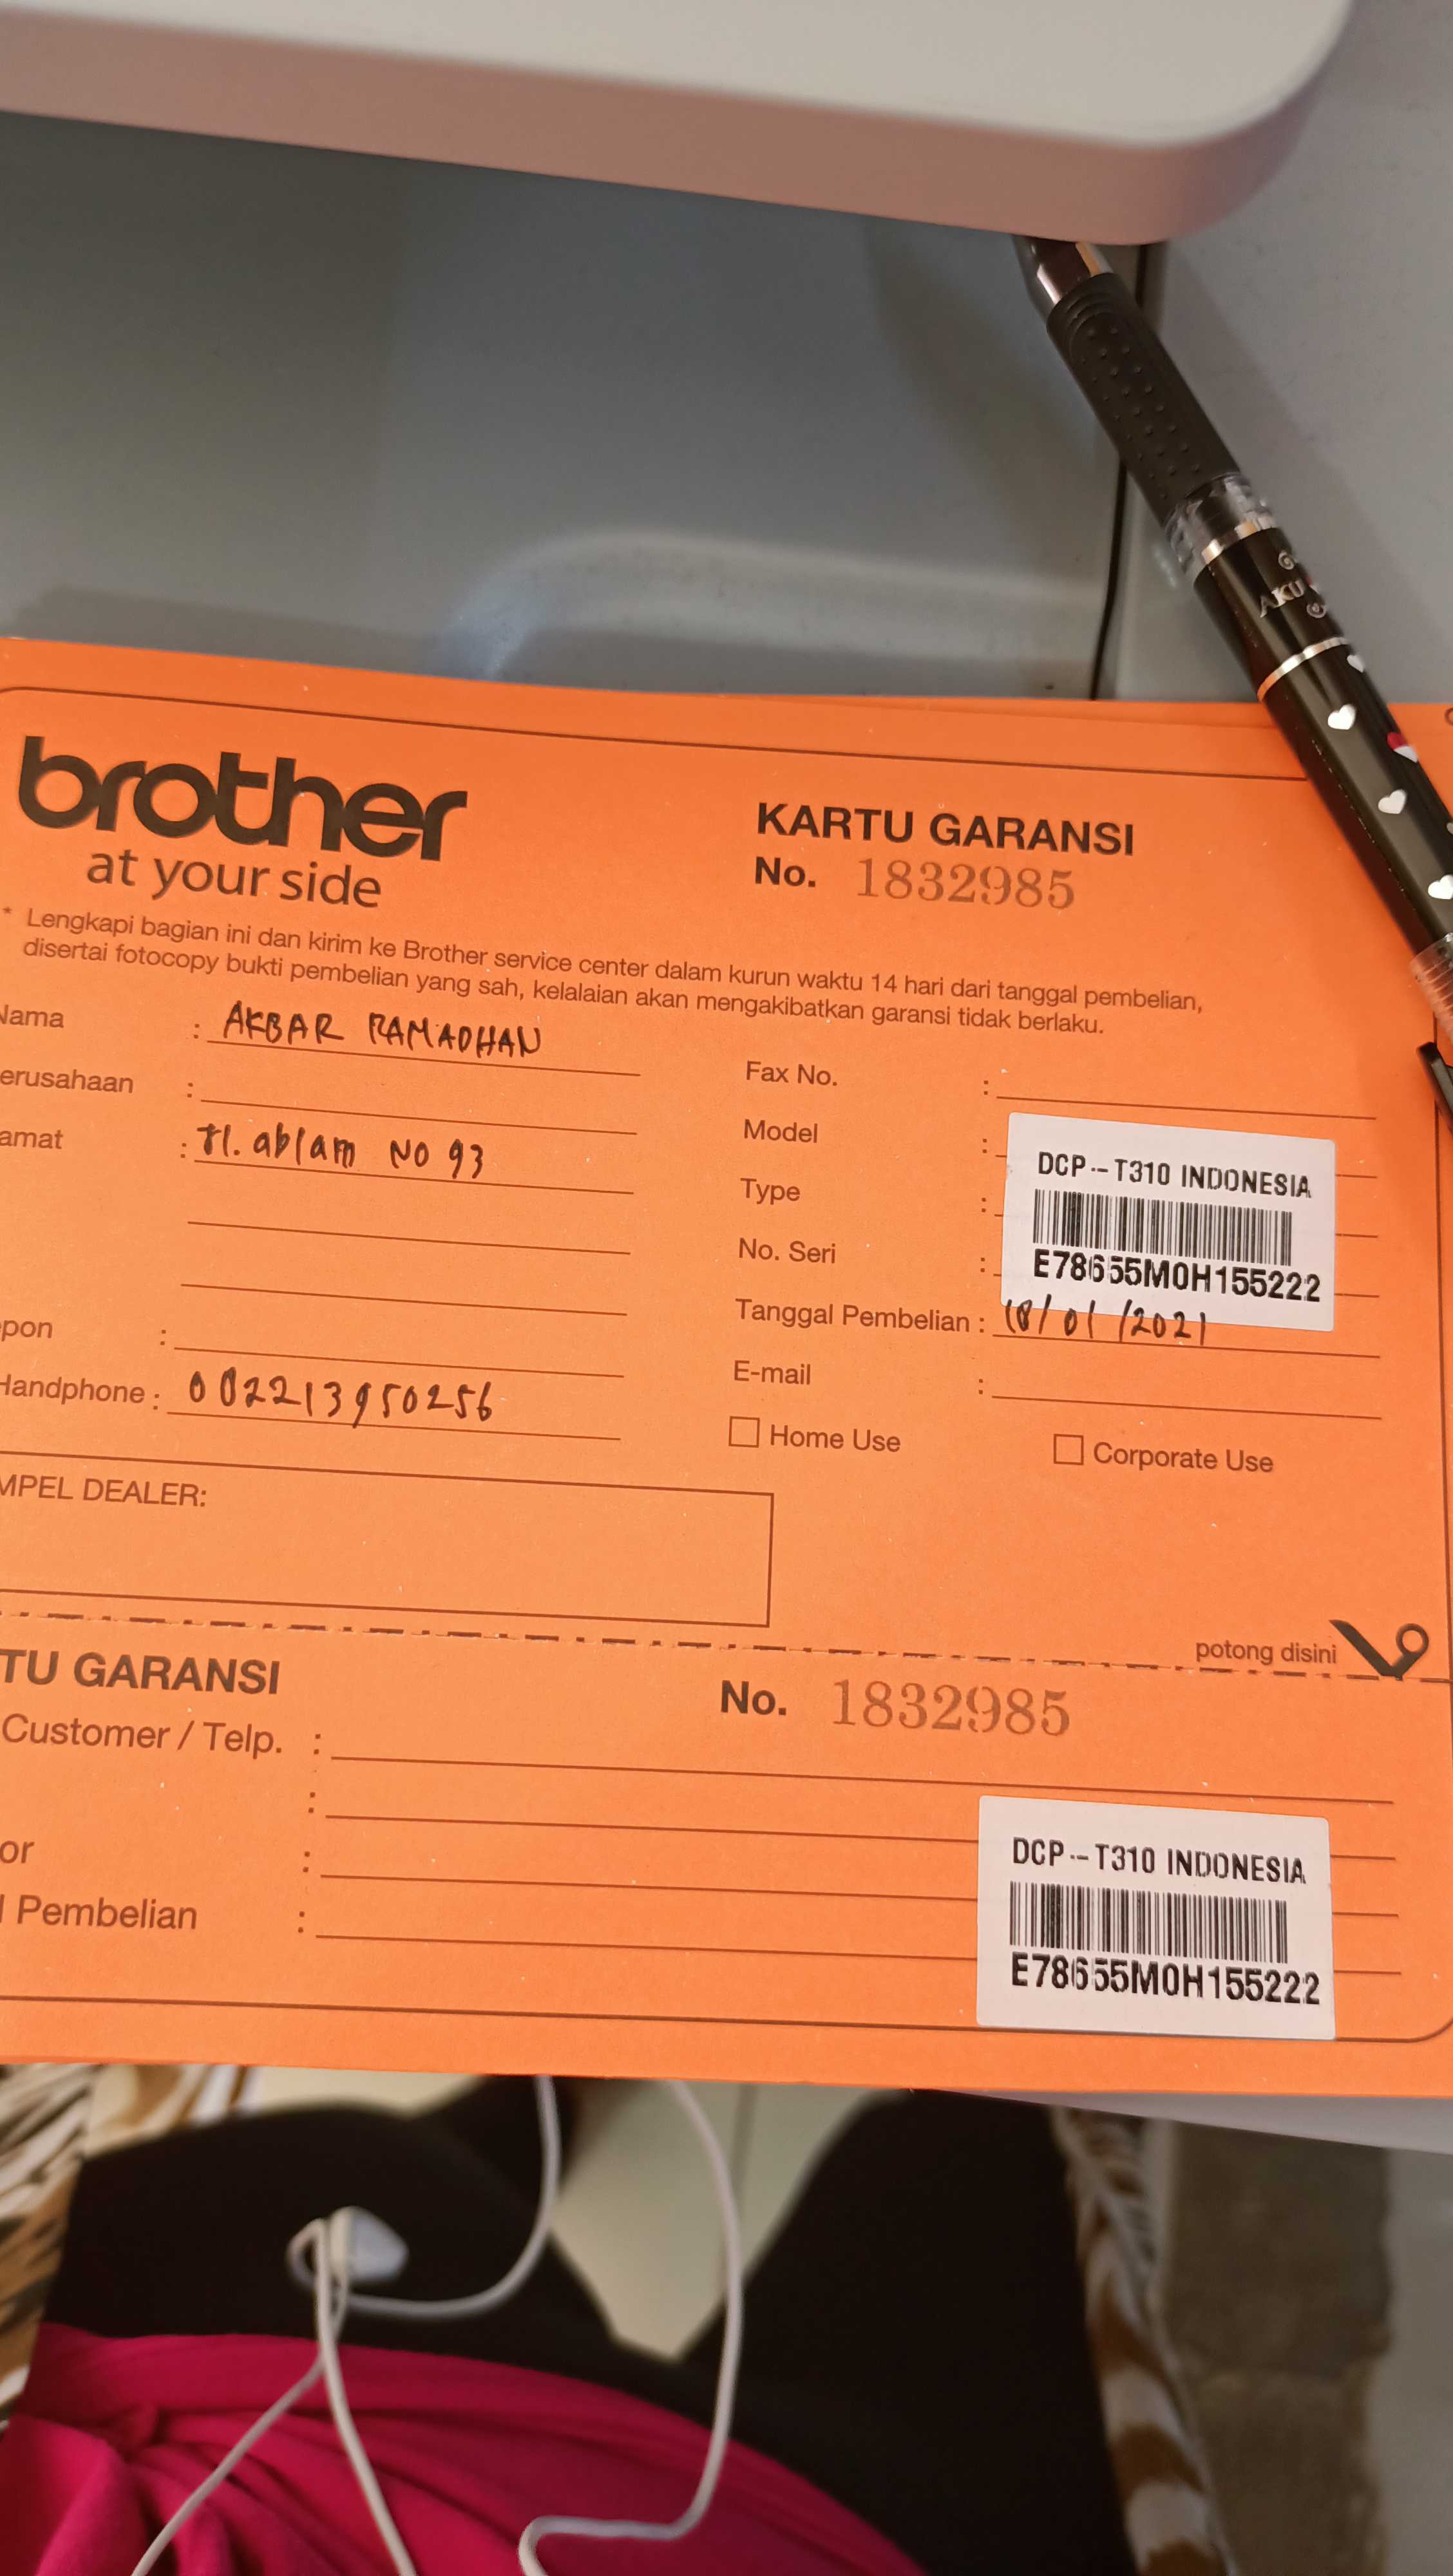 AKU
brother
at your side
KARTU GARANSI
No. 1832985
* Lengkapi bagian ini dan kirim ke Brother service center dalam kurun waktu 14 hari dari tanggal pembelian,
disertai fotocopy bukti pembelian yang sah, kelalaian akan mengakibatkan garansi tidak berlaku.
Nama : AKBAR RAMADHAN
erusahaan :
amat : Jl. ablam NO 93
pon :
Handphone : 082213950256
Fax No. :
Model :
Type :
No. Seri :
DCP-T310 INDONESIA
E78655M0H155222
Tanggal Pembelian : 18/01/2021
E-mail :
Home Use
Corporate Use
MPEL DEALER:
potong disini
TU GARANSI
No. 1832985
Customer / Telp. :
:
or :
l Pembelian :
DCP-T310 INDONESIA
E78655M0H155222